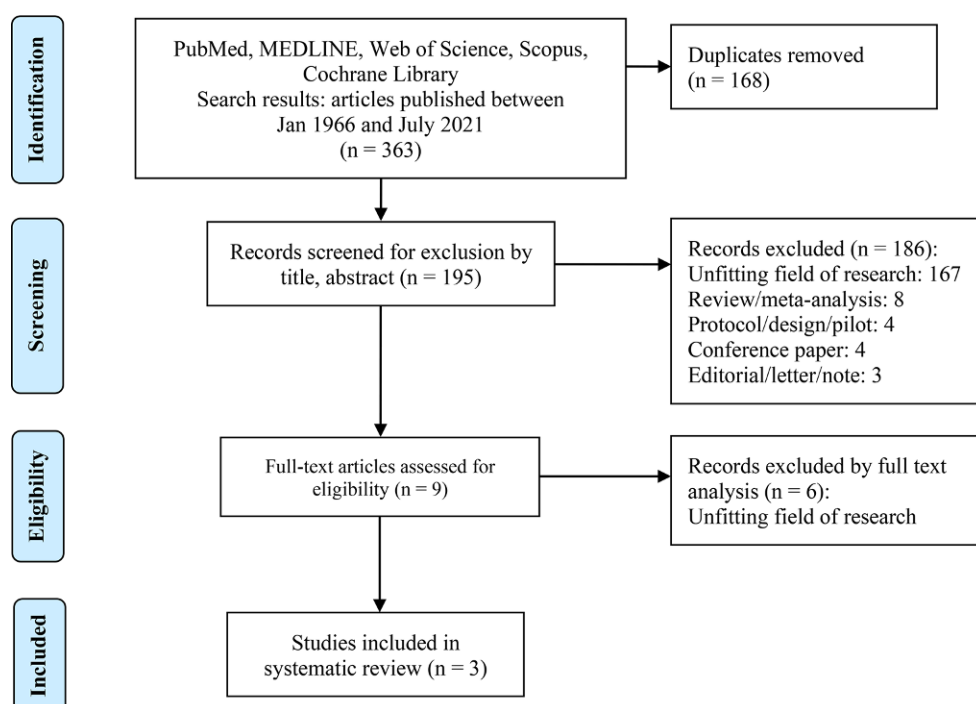 Identification
PubMed, MEDLINE, Web of Science, Scopus,
Cochrane Library
Search results: articles published between
Jan 1966 and July 2021
(n = 363)
Duplicates removed
(n = 168)
Screening
Records screened for exclusion by
title, abstract (n = 195)
Records excluded (n = 186):
Unfitting field of research: 167
Review/meta-analysis: 8
Protocol/design/pilot: 4
Conference paper: 4
Editorial/letter/note: 3
Eligibility
Full-text articles assessed for
eligibility (n = 9)
Records excluded by full text
analysis (n = 6):
Unfitting field of research
Included
Studies included in
systematic review (n = 3)